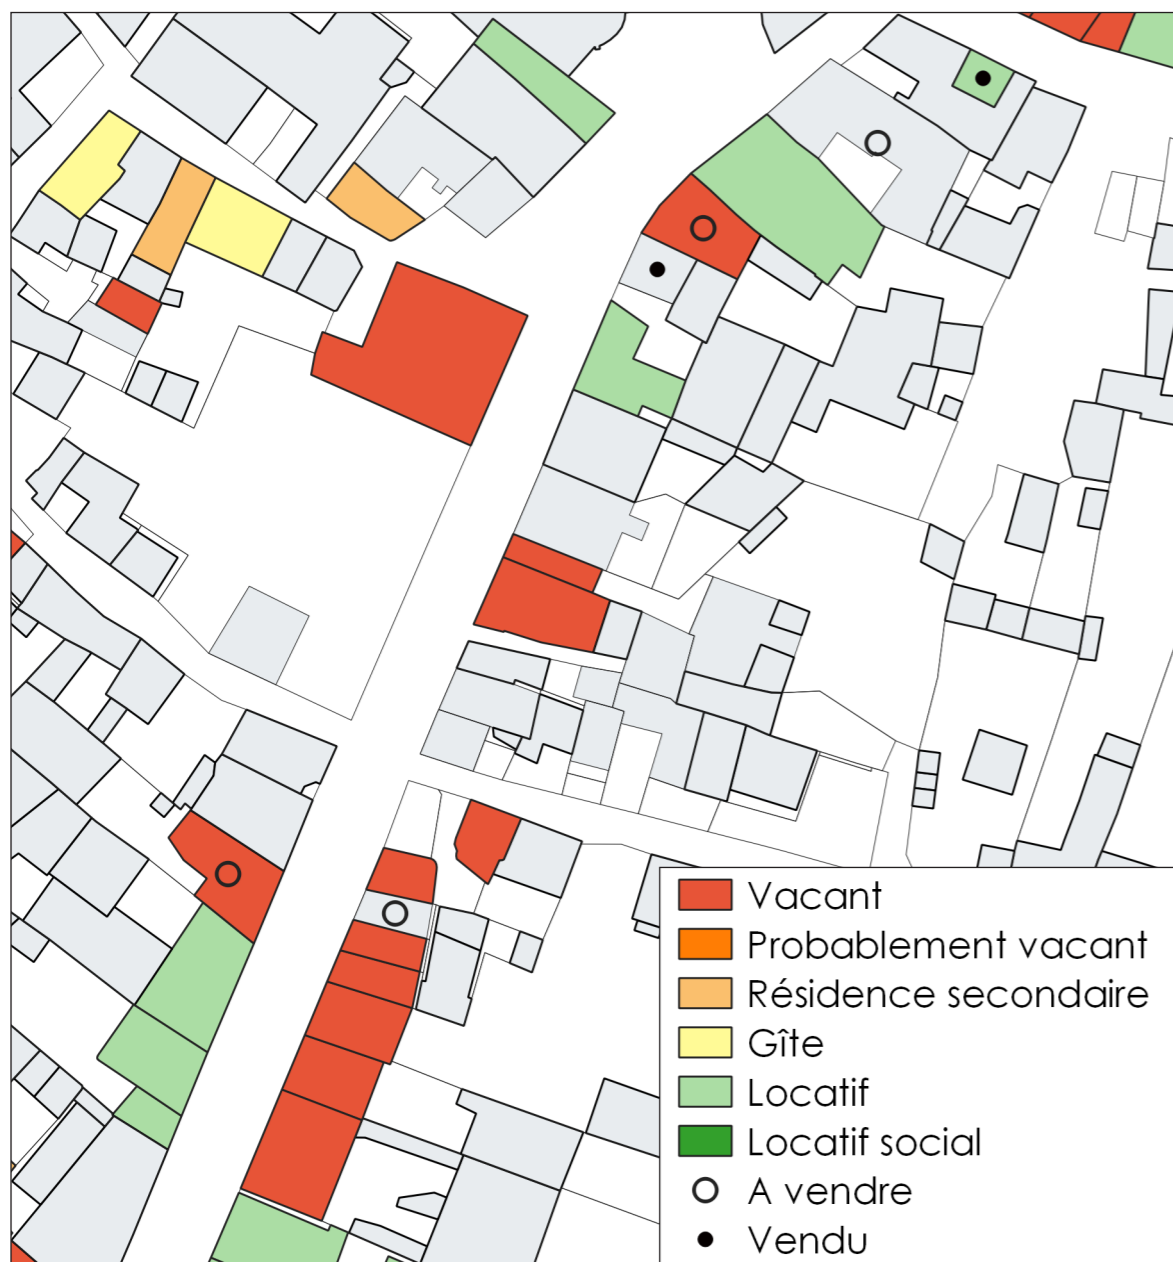 Vacant
Probablement vacant
Résidence secondaire
Gîte
Locatif
Locatif social
A vendre
Vendu